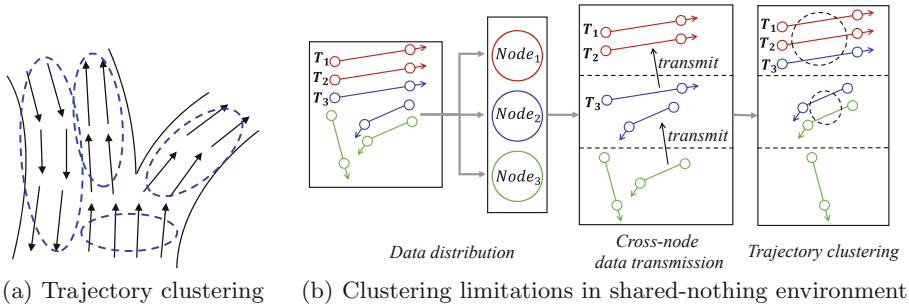 T1
T2
T3
Node1
Node2
Node3
T1
T2
transmit
T3
transmit
T1
T2
T3
Data distribution
Cross-node
data transmission
Trajectory clustering
(a) Trajectory clustering
(b) Clustering limitations in shared-nothing environment